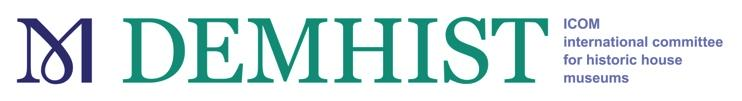 M DEMHIST
ICOM
international committee
for historic house
museums